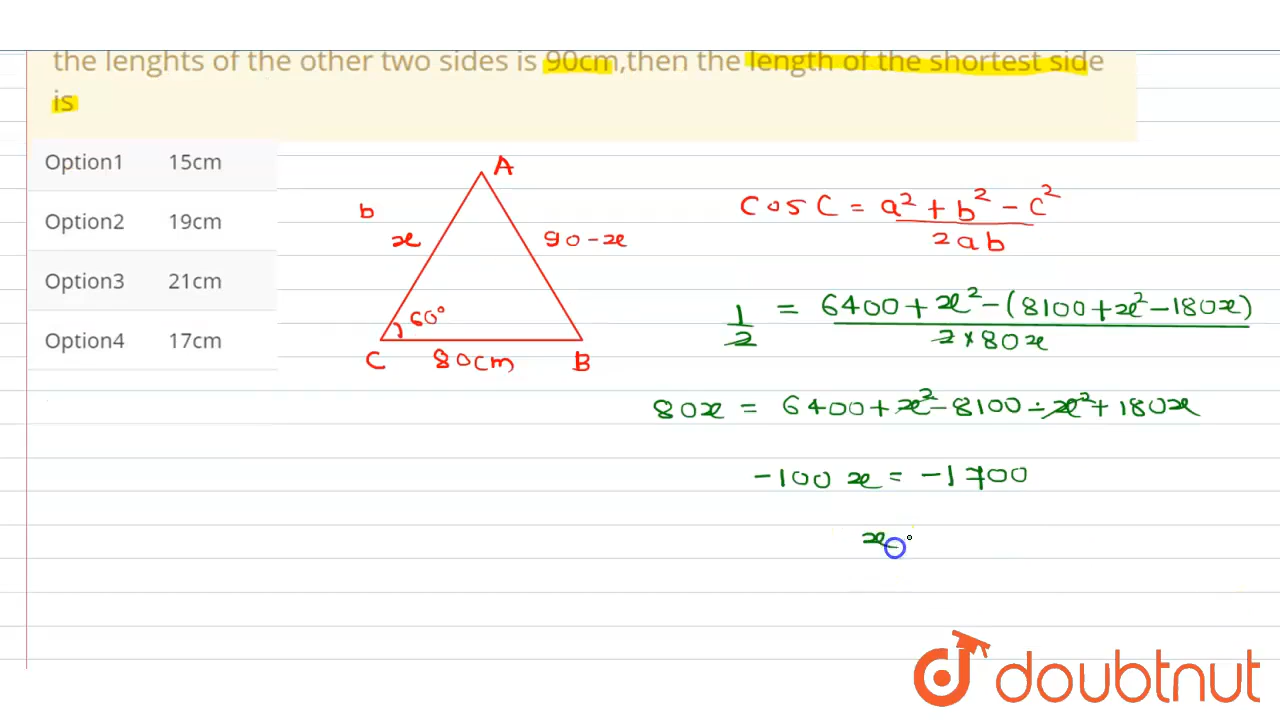 the lenghts of the other two sides is 90cm,then the length of the shortest side
is
Option1 15cm
Option2 19cm
Option3 21cm
Option4 17cm
A
b
x
90-x
60°
C
80cm
B
cos C = a² + b² - c²
2ab
1/2 = 6400 + x² - (8100 + x² - 180x)
2 × 80x
80x = 6400 + x² - 8100 - x² + 180x
-100 x = -1700
x
doubtnut